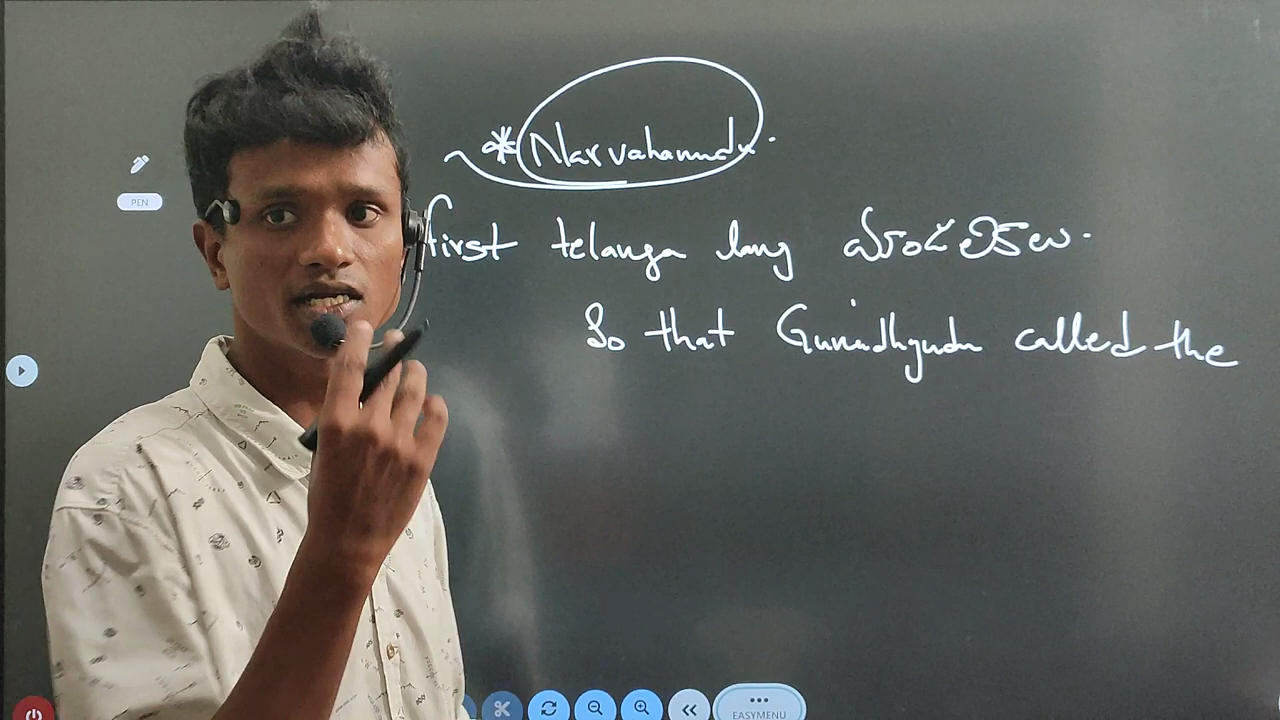 * Narvahanudu.
PEN
first telanga lang
So that Gunadhyudu called the
EASYMENU